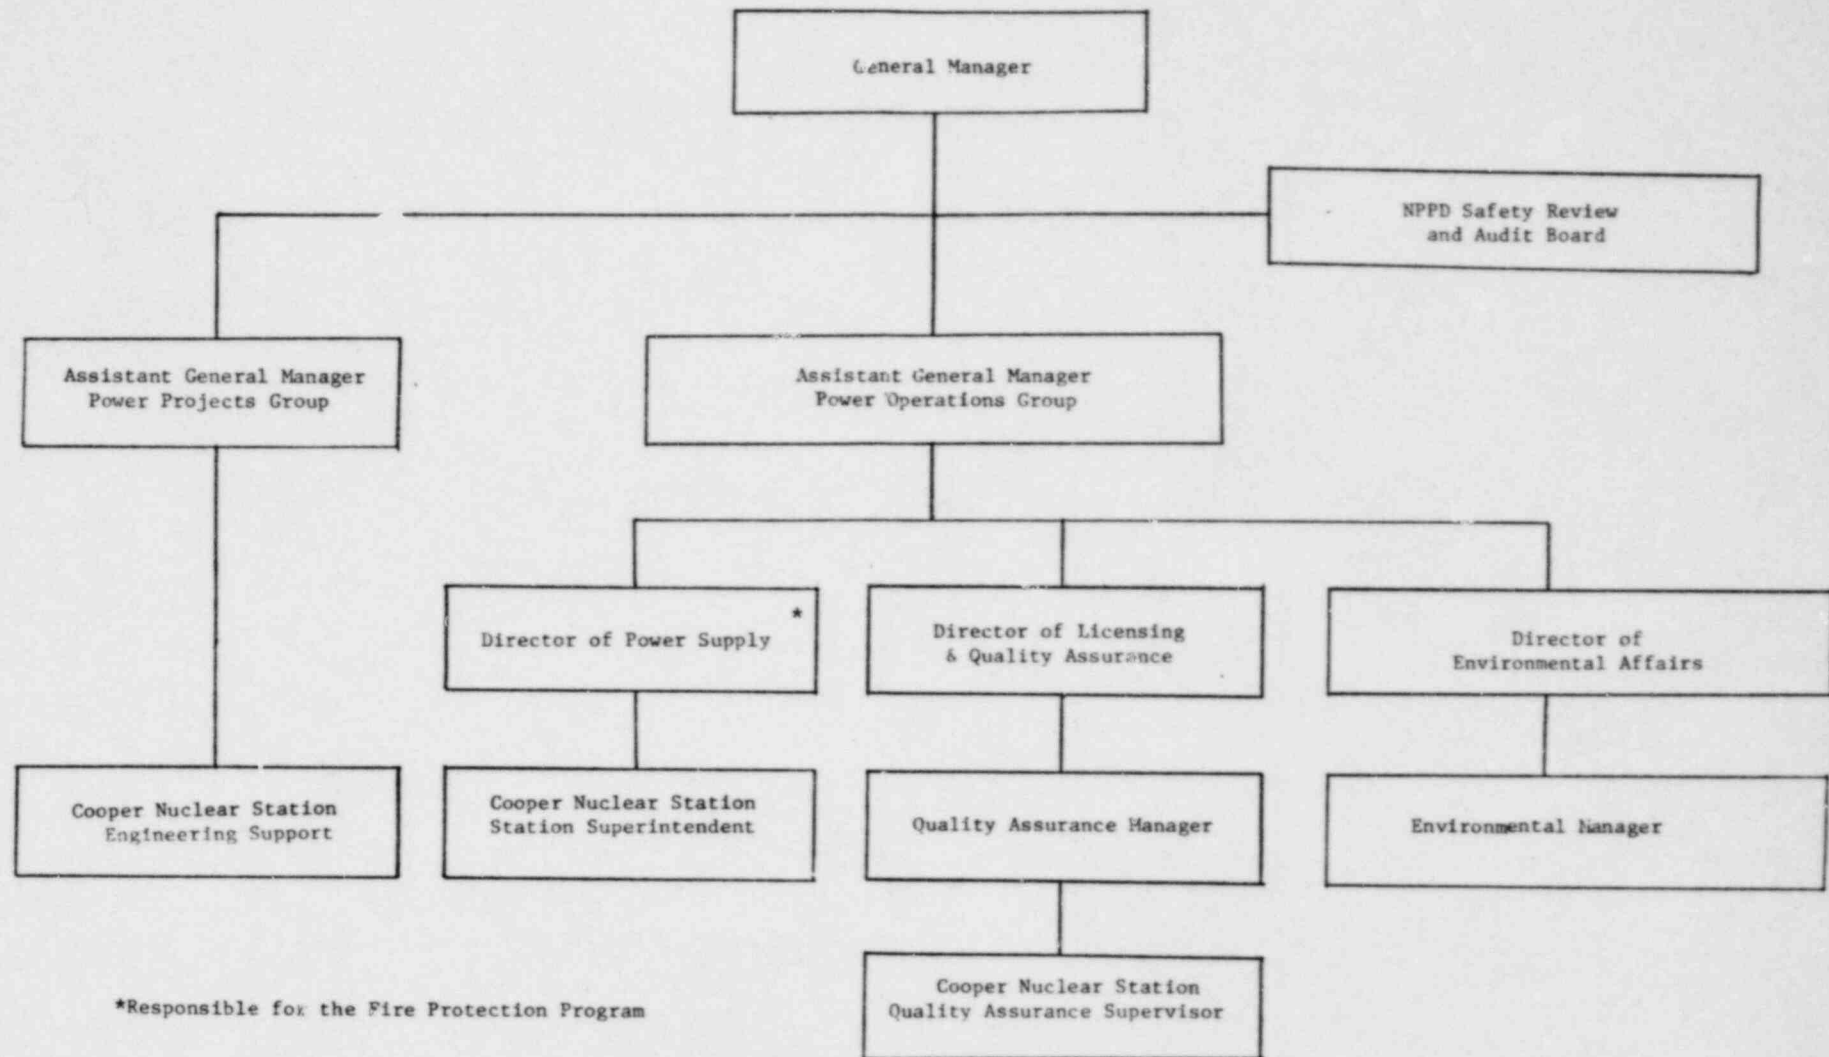 General Manager
NPPD Safety Review
and Audit Board
Assistant General Manager
Power Projects Group
Assistant General Manager
Power Operations Group
Director of Power Supply *
Director of Licensing
& Quality Assurance
Director of
Environmental Affairs
Cooper Nuclear Station
Engineering Support
Cooper Nuclear Station
Station Superintendent
Quality Assurance Manager
Environmental Manager
Cooper Nuclear Station
Quality Assurance Supervisor
*Responsible for the Fire Protection Program